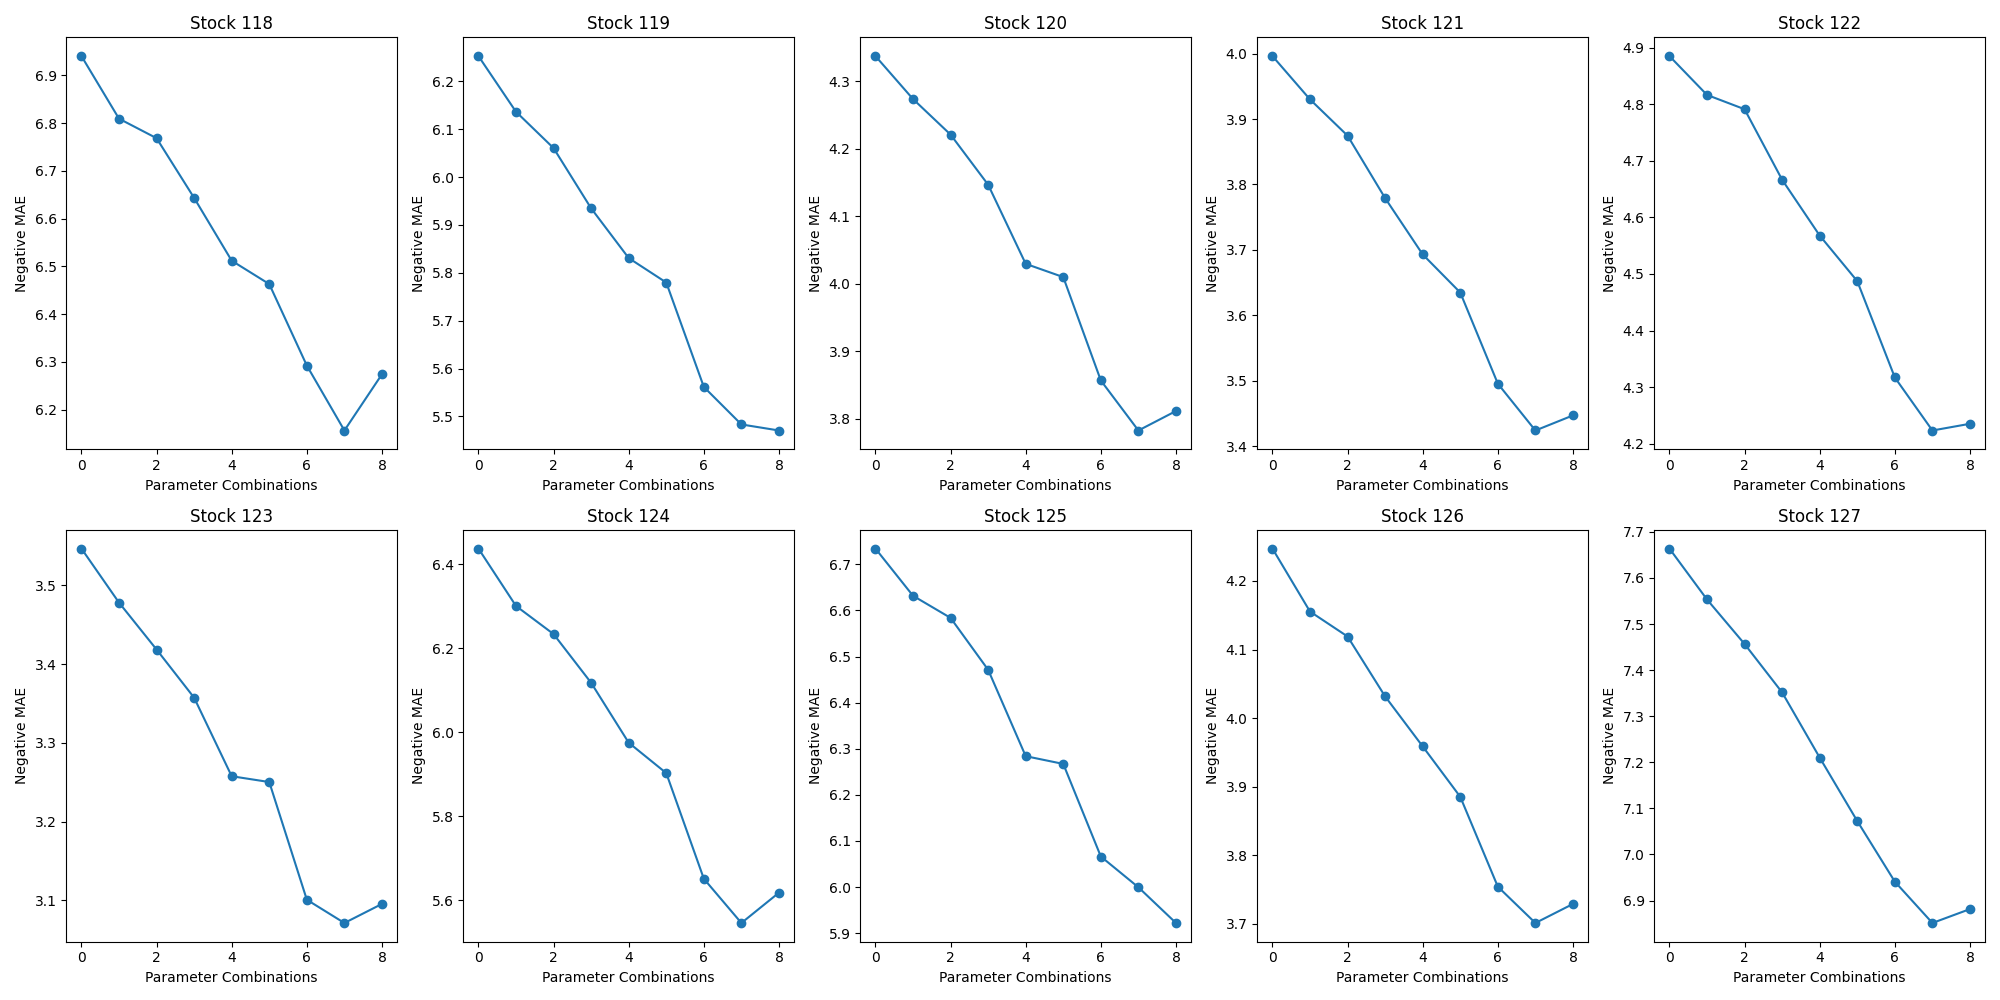 Stock 118
Negative MAE
6.9
6.8
6.7
6.6
6.5
6.4
6.3
6.2
0 2 4 6 8
Parameter Combinations
Stock 119
Negative MAE
6.2
6.1
6.0
5.9
5.8
5.7
5.6
5.5
0 2 4 6 8
Parameter Combinations
Stock 120
Negative MAE
4.3
4.2
4.1
4.0
3.9
3.8
0 2 4 6 8
Parameter Combinations
Stock 121
Negative MAE
4.0
3.9
3.8
3.7
3.6
3.5
3.4
0 2 4 6 8
Parameter Combinations
Stock 122
Negative MAE
4.9
4.8
4.7
4.6
4.5
4.4
4.3
4.2
0 2 4 6 8
Parameter Combinations
Stock 123
Negative MAE
3.5
3.4
3.3
3.2
3.1
0 2 4 6 8
Parameter Combinations
Stock 124
Negative MAE
6.4
6.2
6.0
5.8
5.6
0 2 4 6 8
Parameter Combinations
Stock 125
Negative MAE
6.7
6.6
6.5
6.4
6.3
6.2
6.1
6.0
5.9
0 2 4 6 8
Parameter Combinations
Stock 126
Negative MAE
4.2
4.1
4.0
3.9
3.8
3.7
0 2 4 6 8
Parameter Combinations
Stock 127
Negative MAE
7.7
7.6
7.5
7.4
7.3
7.2
7.1
7.0
6.9
0 2 4 6 8
Parameter Combinations